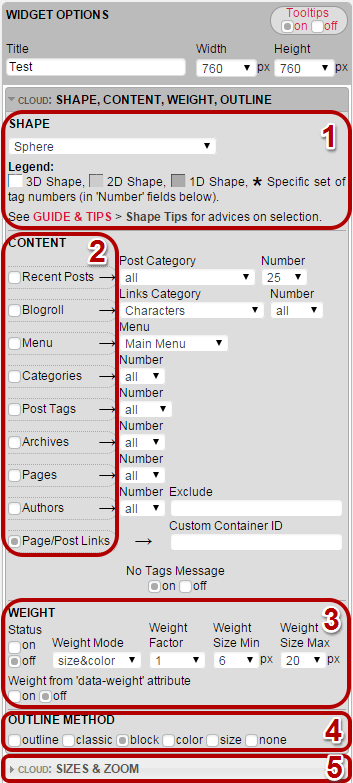 WIDGET OPTIONS
Tooltips
on off
Title Width Height
Test 760 px 760 px
CLOUD: SHAPE, CONTENT, WEIGHT, OUTLINE
SHAPE
1
Sphere
Legend:
3D Shape, 2D Shape, 1D Shape, * Specific set of
tag numbers (in 'Number' fields below).
See GUIDE & TIPS > Shape Tips for advices on selection.
CONTENT
2
Post Category Number
Recent Posts → all 25
Links Category Number
Blogroll → Characters all
Menu
Menu → Main Menu
Number
Categories → all
Number
Post Tags → all
Number
Archives → all
Number
Pages → all
Number Exclude
Authors → all
Custom Container ID
Page/Post Links →
No Tags Message
on off
WEIGHT
3
Status Weight Weight Weight
on Weight Mode Factor Size Min Size Max
off size&color 1 6 px 20 px
Weight from 'data-weight' attribute
on off
OUTLINE METHOD
4
outline classic block color size none
CLOUD: SIZES & ZOOM
5